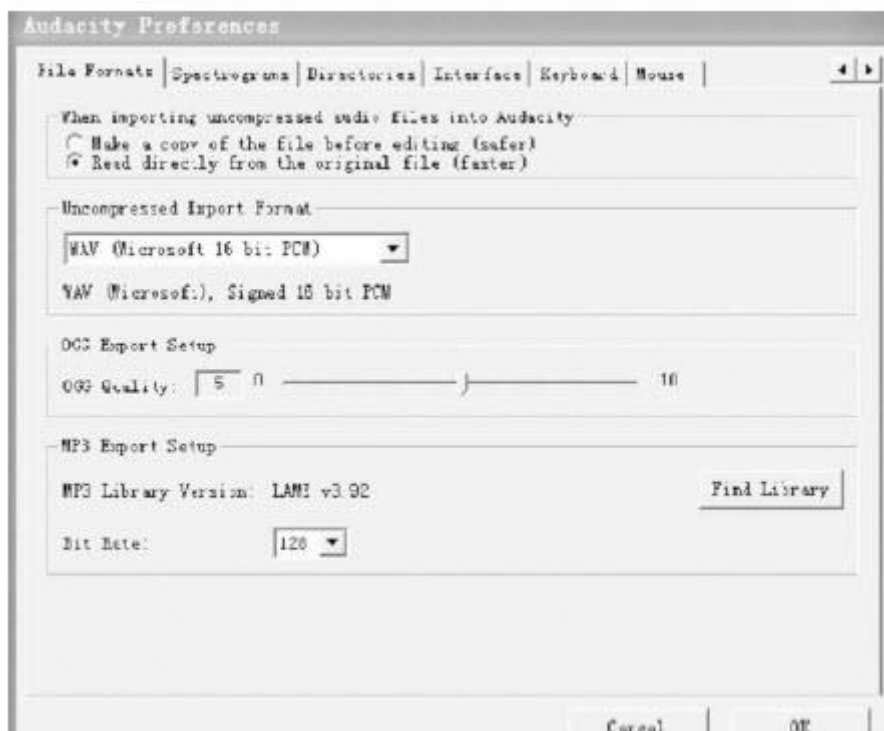 Audacity Preferences
File Formats Spectrograms Directories Interface Keyboard Mouse
When importing uncompressed audio files into Audacity
Make a copy of the file before editing (safer)
Read directly from the original file (faster)
Uncompressed Export Format
WAV (Microsoft 16 bit PCM)
WAV (Microsoft), Signed 16 bit PCM
OGG Export Setup
OGG Quality: 5 0 10
MP3 Export Setup
MP3 Library Version: LAME v3.92 Find Library
Bit Rate: 128
Cancel OK